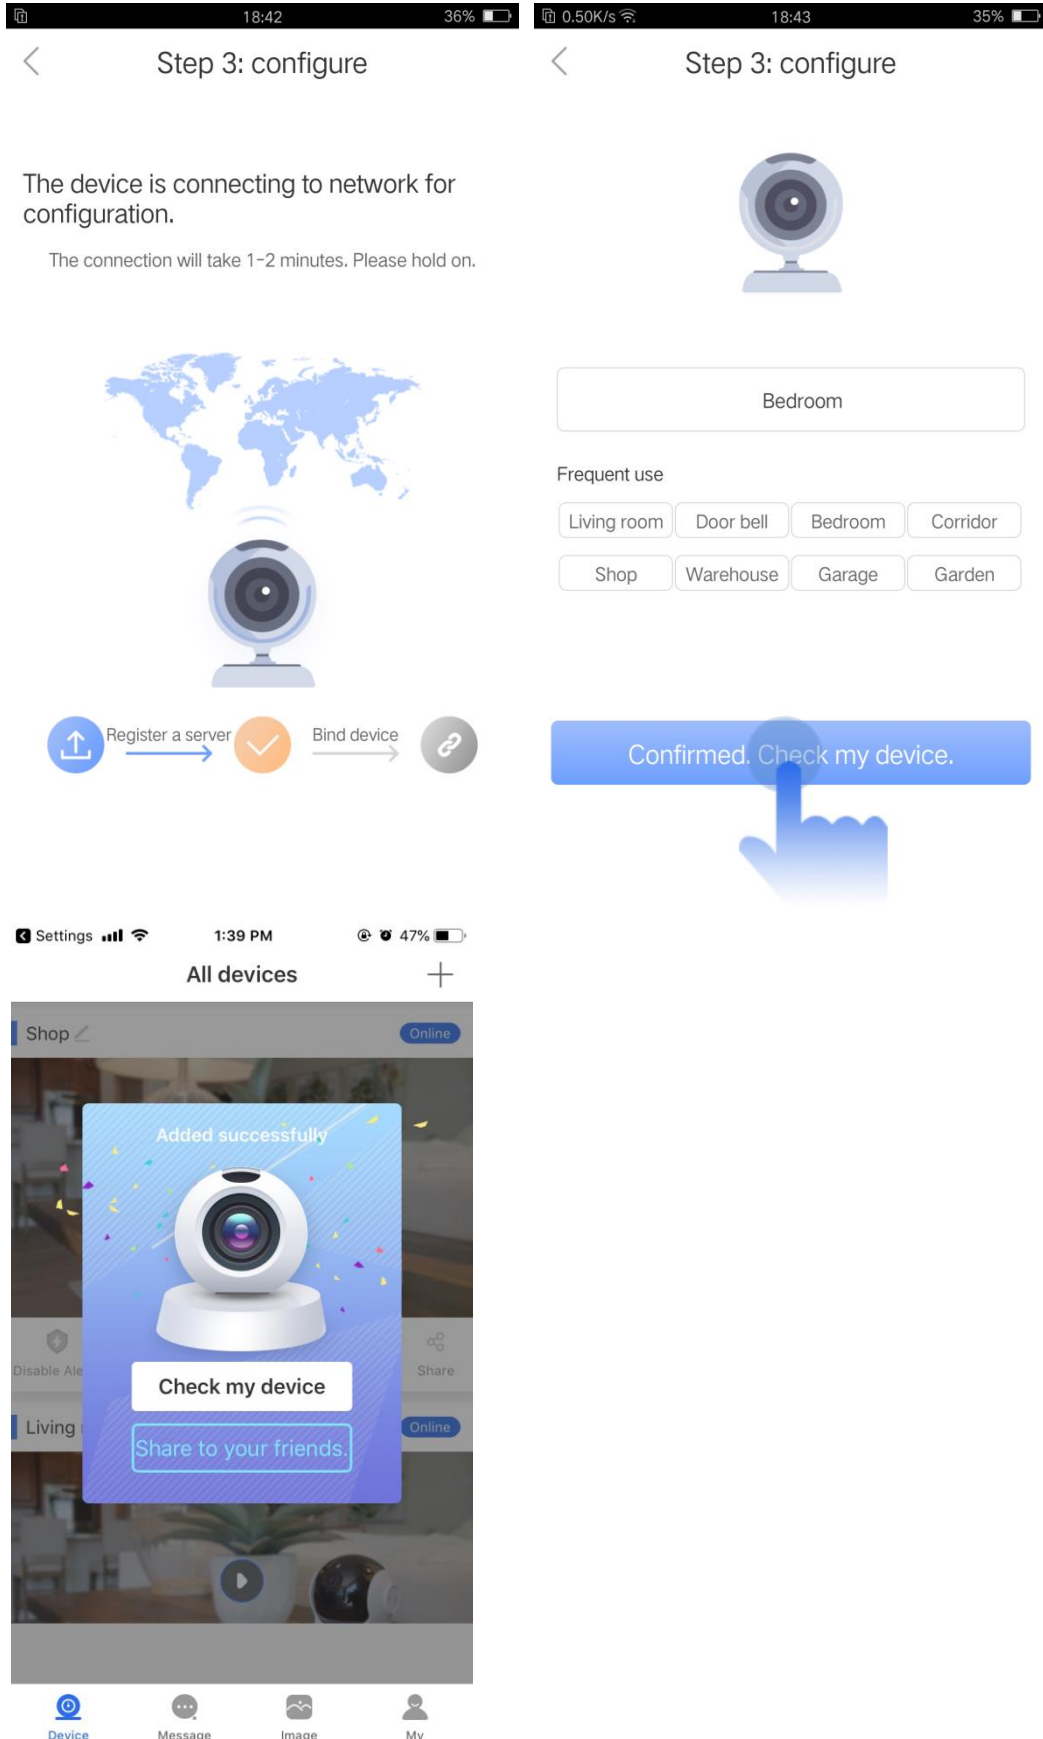 18:42
36%
Step 3: configure
The device is connecting to network for
configuration.
The connection will take 1-2 minutes. Please hold on.
Register a server
Bind device
0.50K/s
18:43
35%
Step 3: configure
Bedroom
Frequent use
Living room
Door bell
Bedroom
Corridor
Shop
Warehouse
Garage
Garden
Confirmed. Check my device.
Settings
1:39 PM
47%
All devices
Shop
Online
Added successfully
Disable Ale
Share
Check my device
Living
Online
Share to your friends.
Device
Message
Image
My